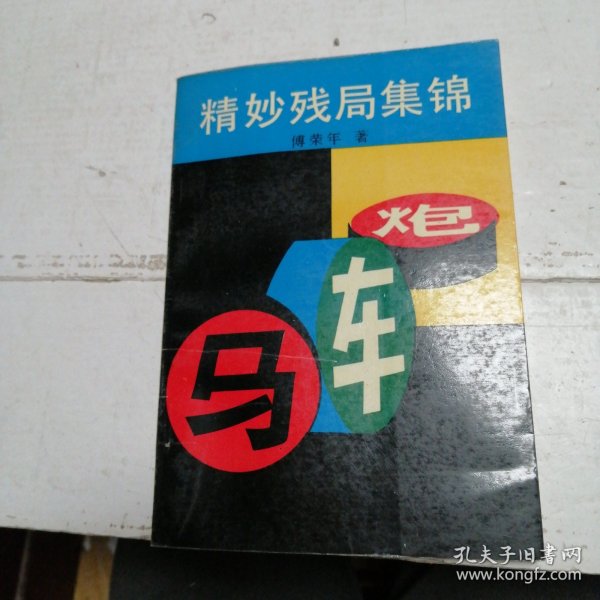 精妙残局集锦
傅荣年 著
炮
车
马
孔夫子旧书网
www.kongfz.com